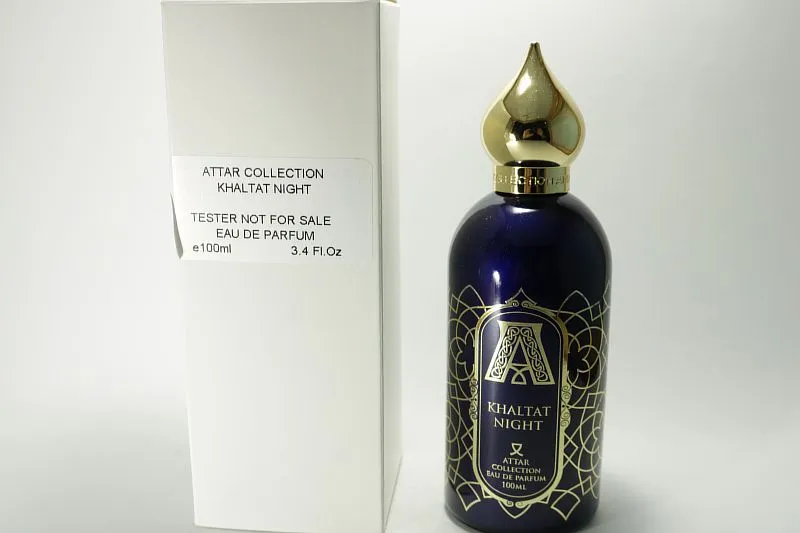 ATTAR COLLECTION
KHALTAT NIGHT
TESTER NOT FOR SALE
EAU DE PARFUM
e100ml 3.4 Fl.Oz
A
KHALTAT
NIGHT
ATTAR
COLLECTION
EAU DE PARFUM
100ML